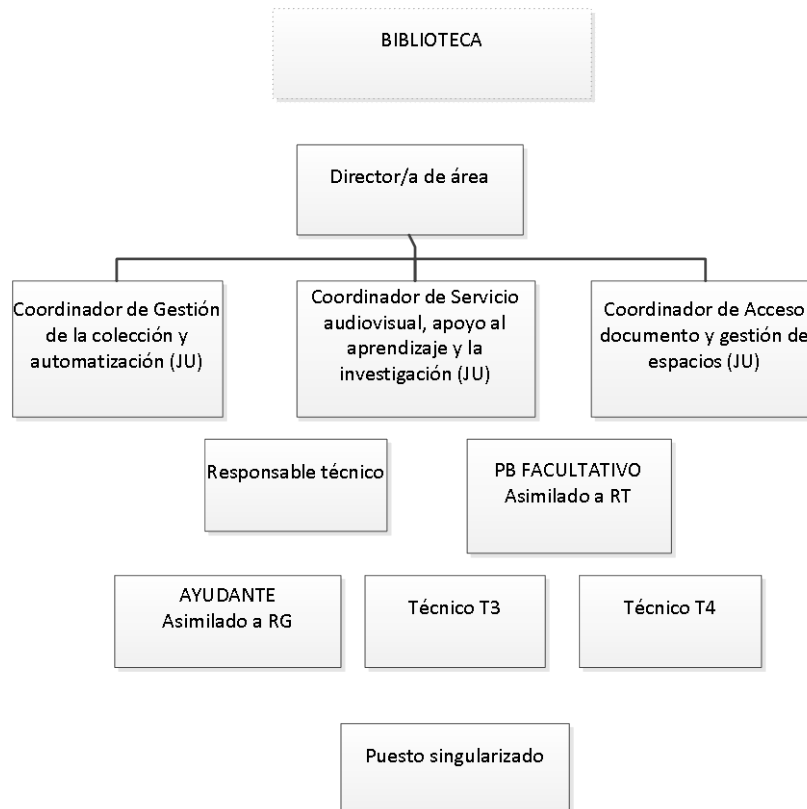 BIBLIOTECA
Director/a de área
Coordinador de Gestión
de la colección y
automatización (JU)
Coordinador de Servicio
audiovisual, apoyo al
aprendizaje y la
investigación (JU)
Coordinador de Acceso
documento y gestión de
espacios (JU)
Responsable técnico
PB FACULTATIVO
Asimilado a RT
AYUDANTE
Asimilado a RG
Técnico T3
Técnico T4
Puesto singularizado